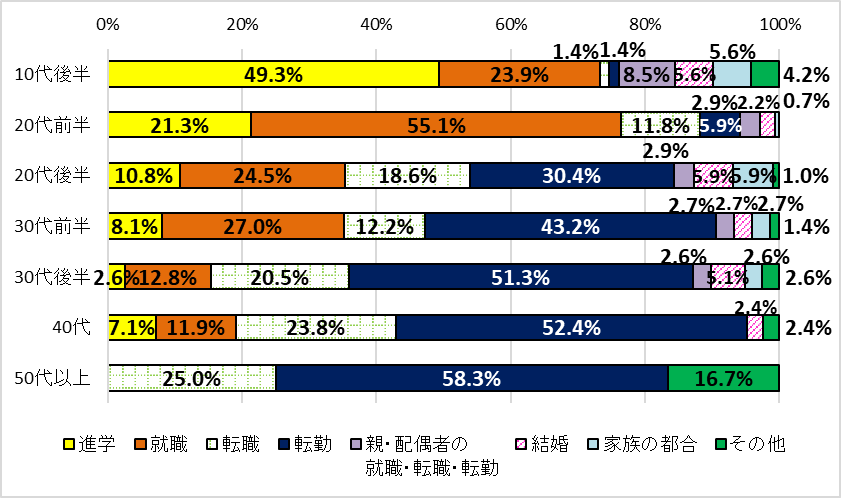 0% 20% 40% 60% 80% 100%
1.4% 1.4% 5.6%
10代後半 49.3% 23.9% 8.5% 5.6% 4.2%
2.9% 2.2% 0.7%
20代前半 21.3% 55.1% 11.8% 5.9%
2.9%
20代後半 10.8% 24.5% 18.6% 30.4% 5.9% 5.9% 1.0%
2.7% 2.7% 2.7%
30代前半 8.1% 27.0% 12.2% 43.2% 1.4%
2.6% 2.6%
30代後半 2.6% 12.8% 20.5% 51.3% 5.1% 2.6%
2.4%
40代 7.1% 11.9% 23.8% 52.4% 2.4%
50代以上 25.0% 58.3% 16.7%
進学 就職 転職 転勤 親・配偶者の 結婚 家族の都合 その他
就職・転職・転勤